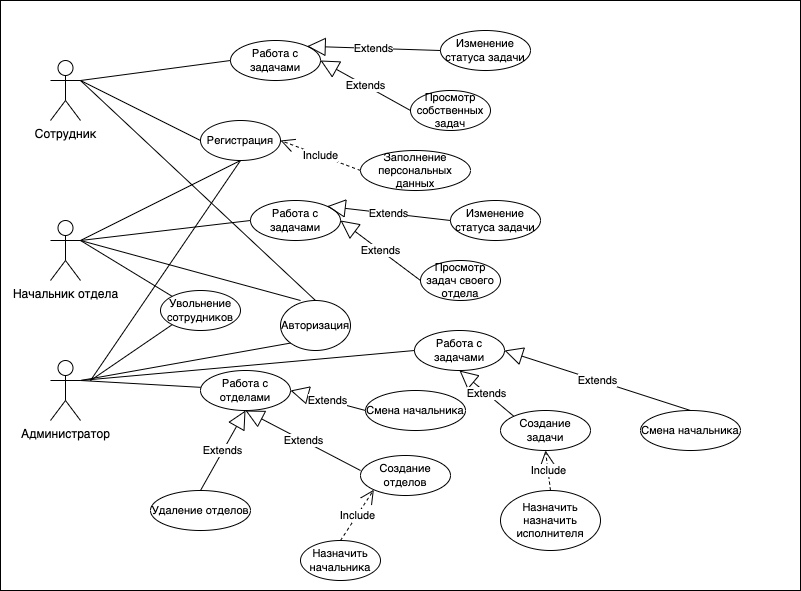 Работа с
задачами
Extends
Изменение
статуса задачи
Extends
Просмотр
собственных
задач
Сотрудник
Регистрация
Include
Заполнение
персональных
данных
Работа с
задачами
Extends
Изменение
статуса задачи
Extends
Просмотр
задач своего
отдела
Начальник отдела
Увольнение
сотрудников
Авторизация
Работа с
задачами
Extends
Extends
Администратор
Работа с
отделами
Extends
Смена начальника
Создание
задачи
Смена начальника
Extends
Extends
Создание
отделов
Include
Удаление отделов
Include
Назначить
назначить
исполнителя
Назначить
начальника